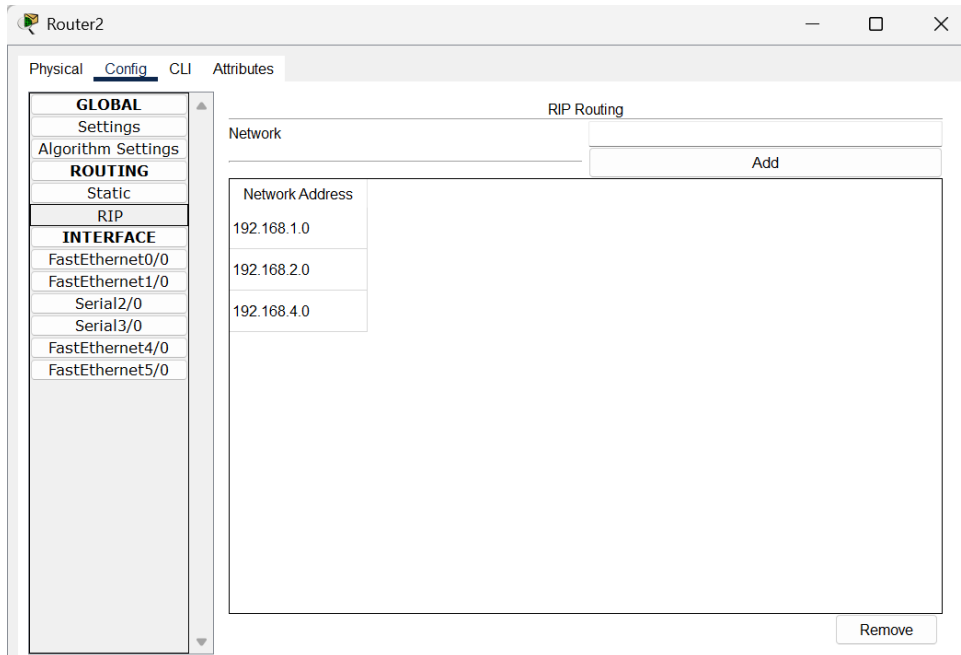 Router2
Physical Config CLI Attributes
GLOBAL
Settings
Algorithm Settings
ROUTING
Static
RIP
INTERFACE
FastEthernet0/0
FastEthernet1/0
Serial2/0
Serial3/0
FastEthernet4/0
FastEthernet5/0
RIP Routing
Network
Add
Network Address
192.168.1.0
192.168.2.0
192.168.4.0
Remove